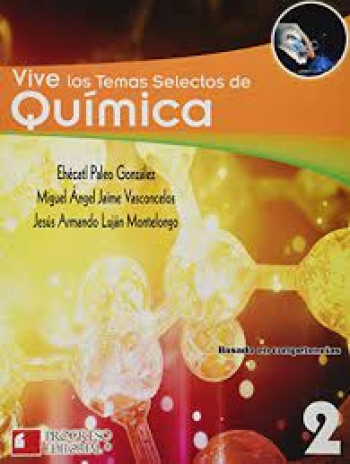 Vive los Temas Selectos de
Química
Ehécatl Paleo González
Miguel Ángel Jaime Vasconcelos
Jesús Armando Luján Montelongo
Basado en competencias
2
PROGRESO
EDITORIAL